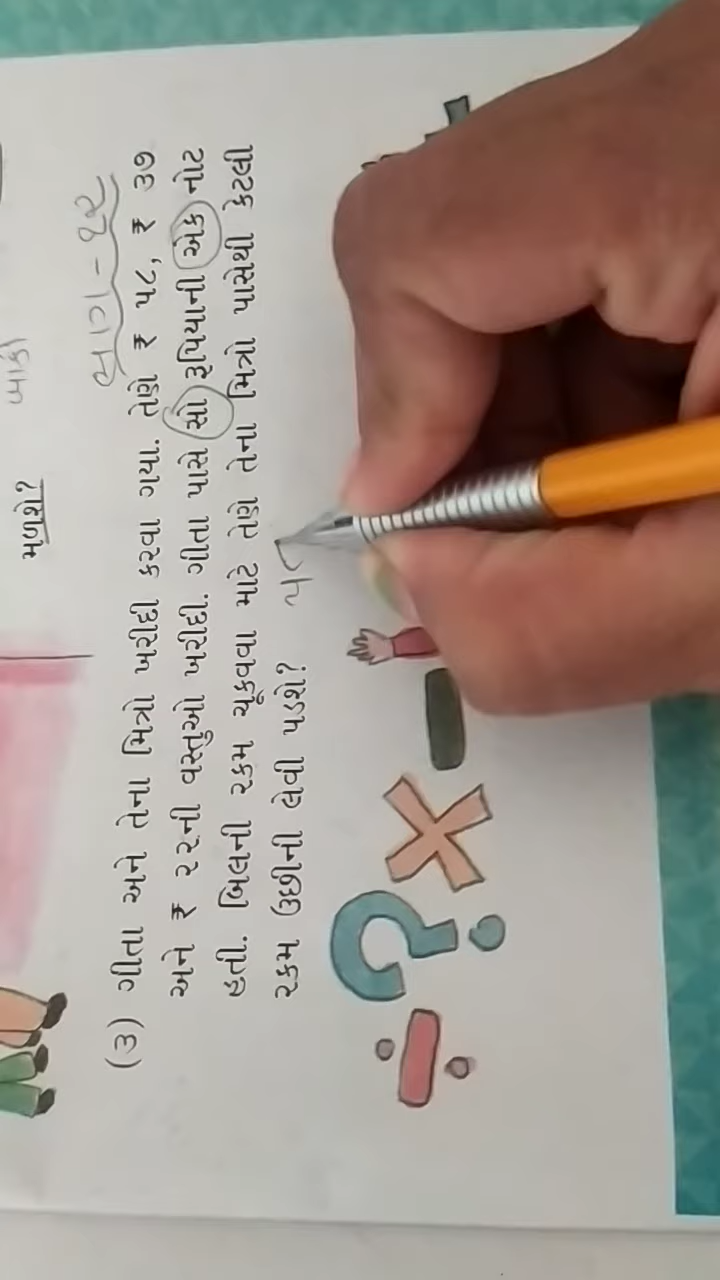 મળશે?
બાકી
ભાગ - ૧૨
(૩) ગીતા અને તેના મિત્રો ખરીદી કરવા ગયા. તેણે ₹ ૫૮, ₹ ૩૭
અને ₹ ૨૨ની વસ્તુઓ ખરીદી. ગીતા પાસે સો રૂપિયાની એક નોટ
હતી. બિલની રકમ ચૂકવવા માટે તેણે તેના મિત્રો પાસેથી કેટલી
રકમ ઉછીની લેવી પડશે?